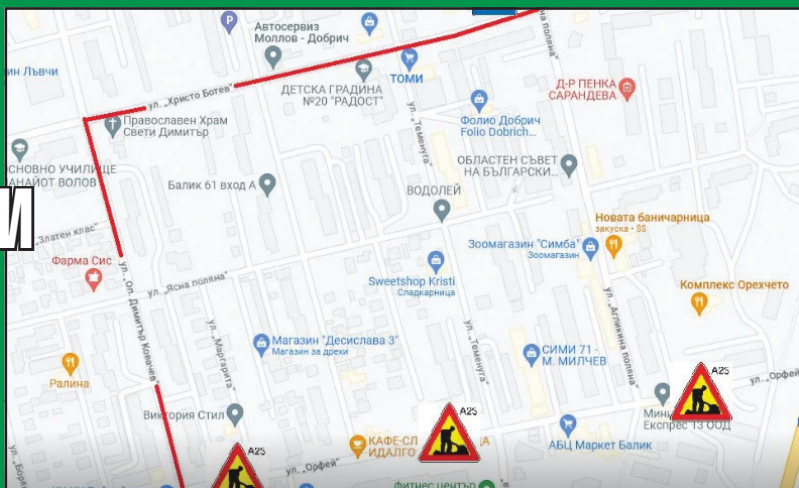 P
Автосервиз
Моллов - Добрич
ин Лъвчи
ТОМИ
ул. „Христо Ботев“
ДЕТСКА ГРАДИНА
№20 "РАДОСТ"
Д-Р ПЕНКА
САРАНДЕВА
Православен Храм
Свети Димитър
ул. „Теменуга“
Фолио Добрич
Folio Dobrich...
ОБЛАСТЕН СЪВЕТ
НА БЪЛГАРСКИ...
Балик 61 вход А
ВОДОЛЕЙ
И
„Златен клас“
Новата баничарница
закуска • $$
Зоомагазин "Симба"
Зоомагазин
Фарма Сис
ул. „Ясна поляна“
Sweetshop Kristi
Сладкарница
Комплекс Орехчето
ул. „Оп. Димитър Ковачев“
ул. „Маргарита“
Магазин "Десислава 3"
Магазин за дрехи
ул. „Теменуга“
СИМИ 71 -
М. МИЛЧЕВ
ул. „Агликина поляна“
Ралина
A25
ул. „Орфей“
Виктория Стил
A25
Експрес 13 ООД
КАФЕ-СЛ
ИДАЛГО
АБЦ Маркет Балик
A25
ул. „Орфей“
Фитнес център